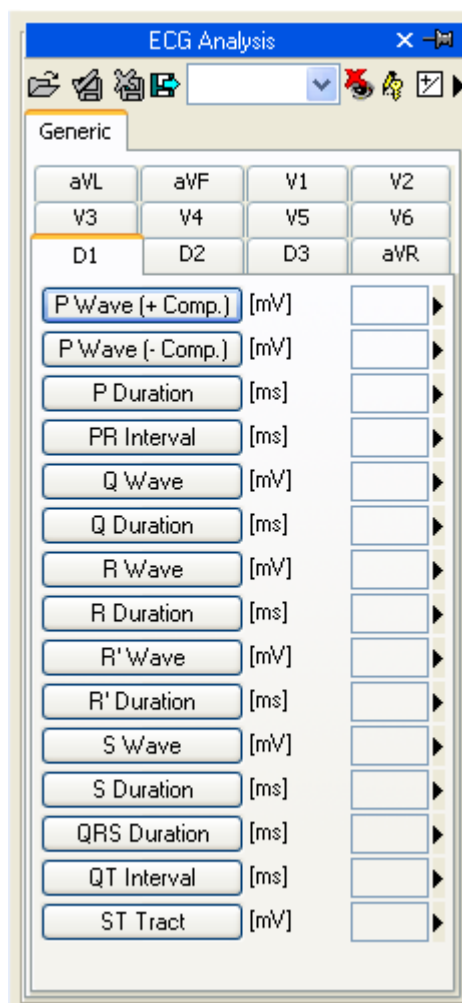 ECG Analysis
Generic
aVL aVF V1 V2
V3 V4 V5 V6
D1 D2 D3 aVR
P Wave (+ Comp.) [mV]
P Wave (- Comp.) [mV]
P Duration [ms]
PR Interval [ms]
Q Wave [mV]
Q Duration [ms]
R Wave [mV]
R Duration [ms]
R' Wave [mV]
R' Duration [ms]
S Wave [mV]
S Duration [ms]
QRS Duration [ms]
QT Interval [ms]
ST Tract [mV]